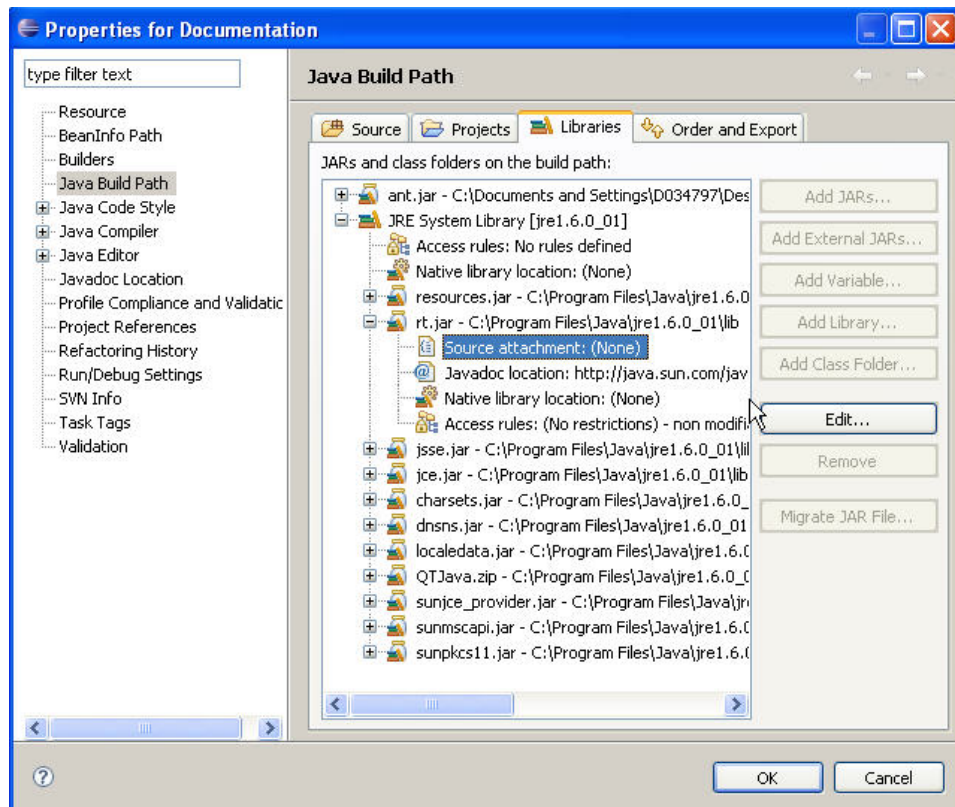 Properties for Documentation
type filter text
Resource
BeanInfo Path
Builders
Java Build Path
Java Code Style
Java Compiler
Java Editor
Javadoc Location
Profile Compliance and Validatic
Project References
Refactoring History
Run/Debug Settings
SVN Info
Task Tags
Validation
Java Build Path
Source Projects Libraries Order and Export
JARs and class folders on the build path:
ant.jar - C:\Documents and Settings\D034797\Des
JRE System Library [jre1.6.0_01]
Access rules: No rules defined
Native library location: (None)
resources.jar - C:\Program Files\Java\jre1.6.0
rt.jar - C:\Program Files\Java\jre1.6.0_01\lib
Source attachment: (None)
Javadoc location: http://java.sun.com/jav
Native library location: (None)
Access rules: (No restrictions) - non modifi
jsse.jar - C:\Program Files\Java\jre1.6.0_01\li
jce.jar - C:\Program Files\Java\jre1.6.0_01\lib
charsets.jar - C:\Program Files\Java\jre1.6.0_
dnsns.jar - C:\Program Files\Java\jre1.6.0_01
localedata.jar - C:\Program Files\Java\jre1.6.0
QTJava.zip - C:\Program Files\Java\jre1.6.0_0
sunjce_provider.jar - C:\Program Files\Java\jr
sunmscapi.jar - C:\Program Files\Java\jre1.6.0
sunpkcs11.jar - C:\Program Files\Java\jre1.6.0
Add JARs...
Add External JARs...
Add Variable...
Add Library...
Add Class Folder...
Edit...
Remove
Migrate JAR File...
OK
Cancel